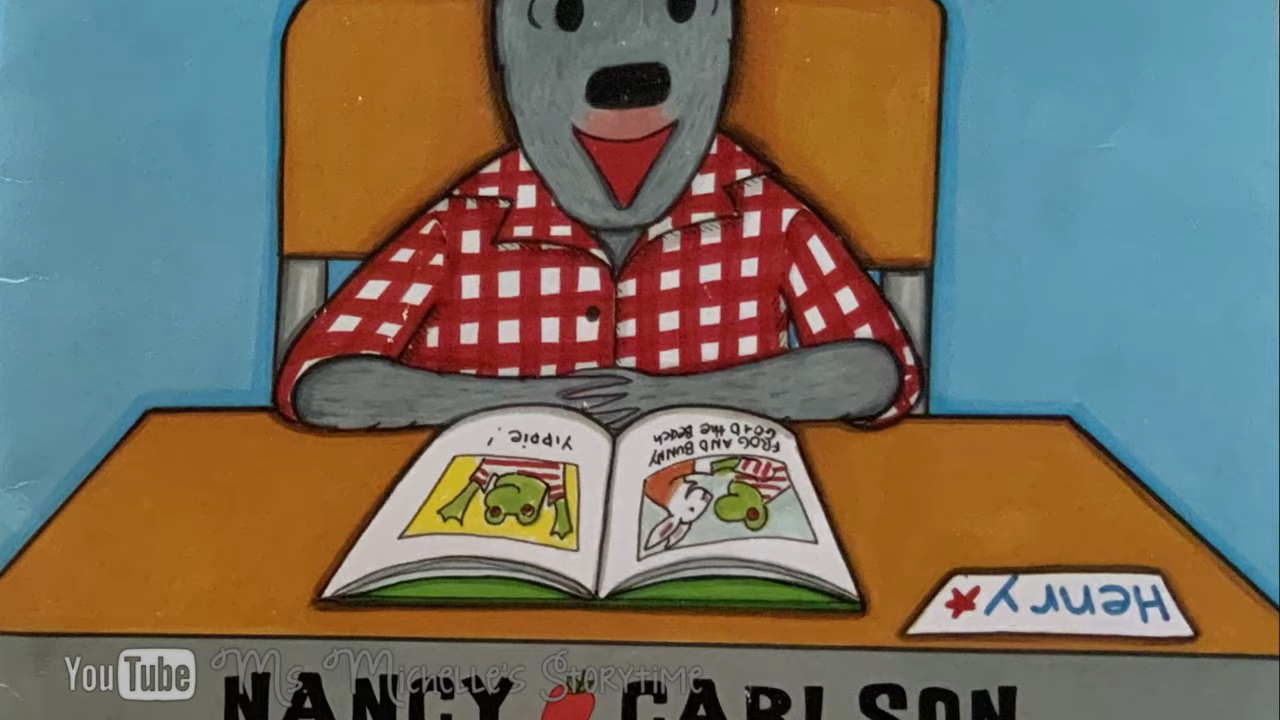 Yippie!
FROG AND BUNNY
GO to the Beach
Henry
YouTube Ms. Michelle's Storytime
NANCY CARLSON